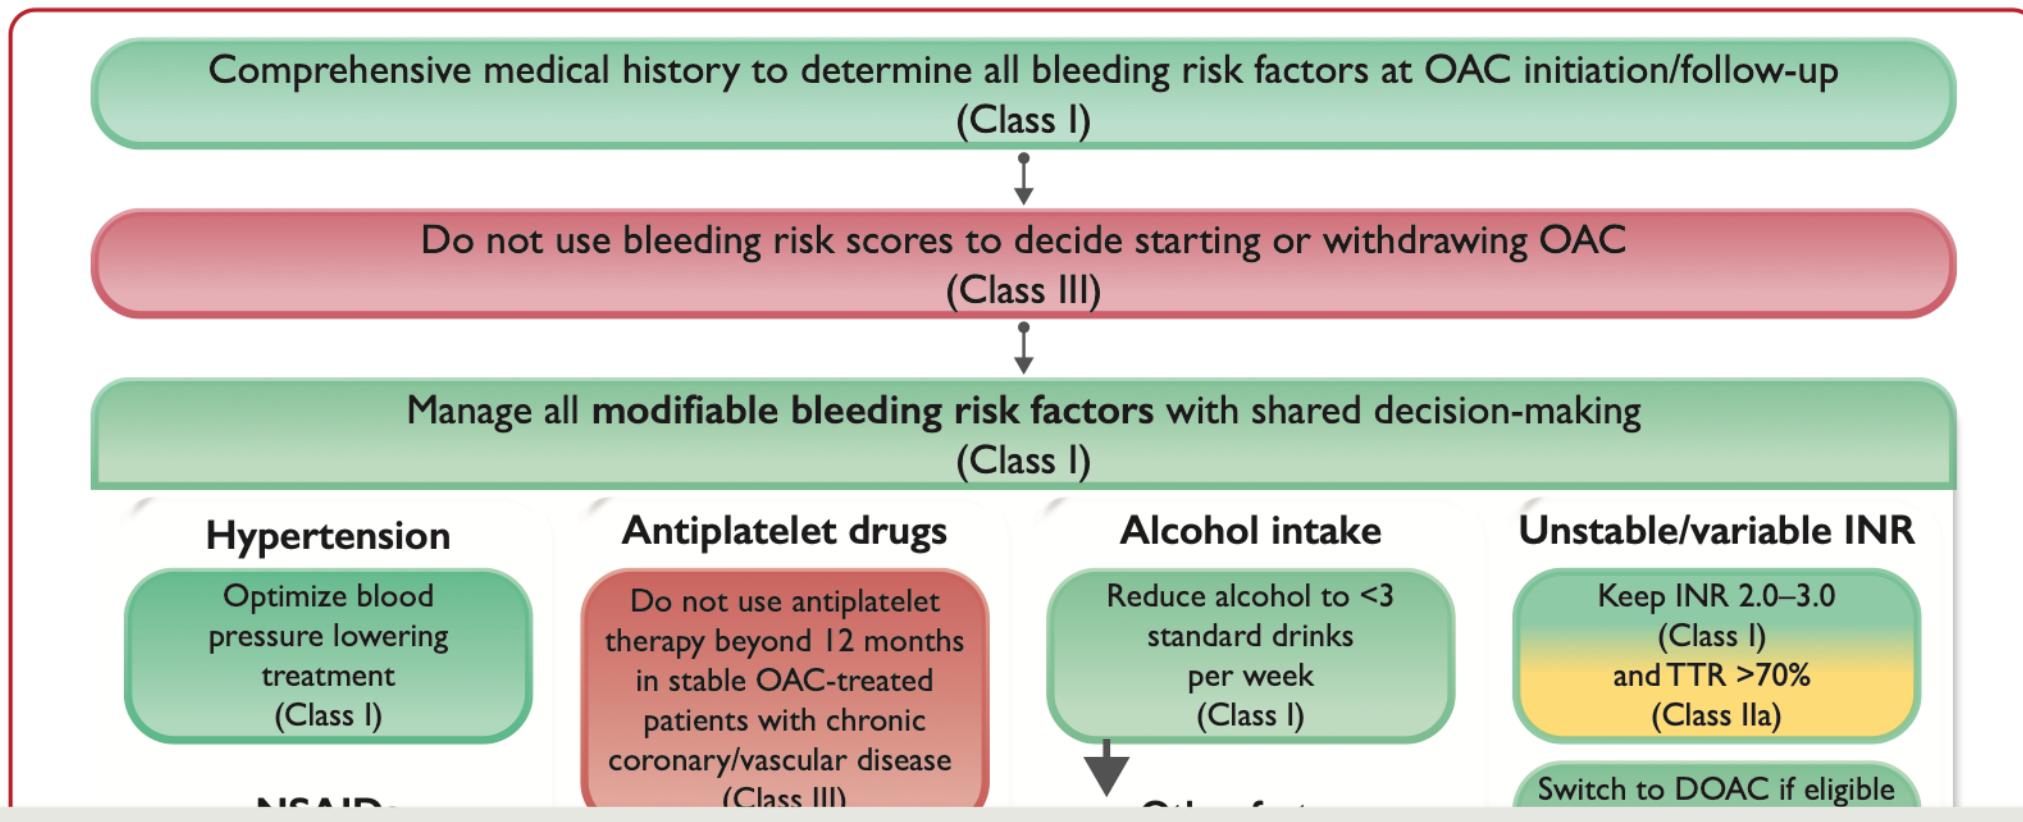 Comprehensive medical history to determine all bleeding risk factors at OAC initiation/follow-up
(Class I)
Do not use bleeding risk scores to decide starting or withdrawing OAC
(Class III)
Manage all modifiable bleeding risk factors with shared decision-making
(Class I)
Hypertension
Optimize blood
pressure lowering
treatment
(Class I)
Antiplatelet drugs
Do not use antiplatelet
therapy beyond 12 months
in stable OAC-treated
patients with chronic
coronary/vascular disease
(Class III)
Alcohol intake
Reduce alcohol to <3
standard drinks
per week
(Class I)
Unstable/variable INR
Keep INR 2.0–3.0
(Class I)
and TTR >70%
(Class IIa)
Switch to DOAC if eligible
NSAIDs